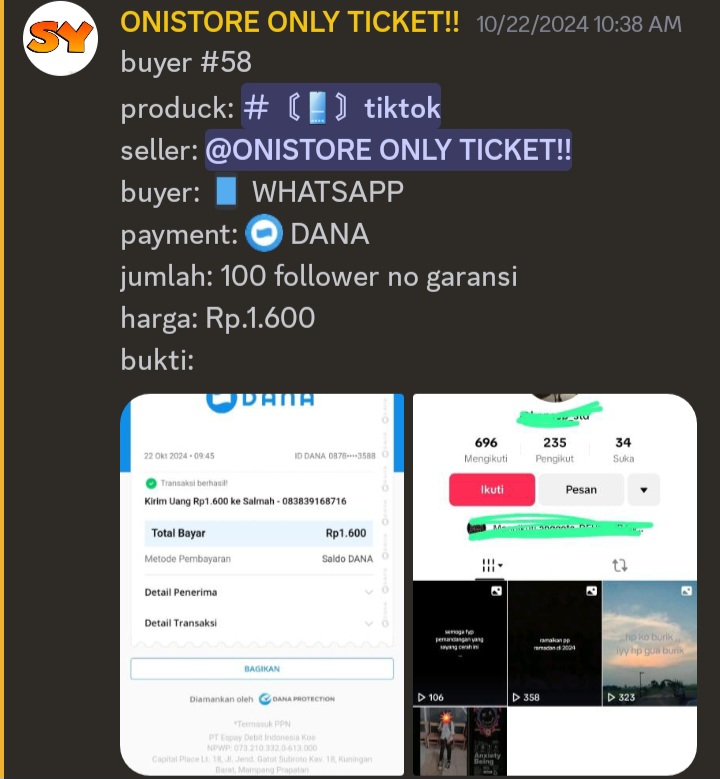 SY
ONISTORE ONLY TICKET!! 10/22/2024 10:38 AM
buyer #58
produck: # 〘📱〙tiktok
seller: @ONISTORE ONLY TICKET!!
buyer: WHATSAPP
payment: DANA
jumlah: 100 follower no garansi
harga: Rp.1.600
bukti:
DANA
22 Okt 2024 • 09:45 ID DANA 0878••••3588
Transaksi berhasil!
Kirim Uang Rp1.600 ke Salmah - 083839168716
Total Bayar Rp1.600
Metode Pembayaran Saldo DANA
Detail Penerima
Detail Transaksi
BAGIKAN
Diamankan oleh DANA PROTECTION
*Termasuk PPN
PT Espay Debit Indonesia Koe
NPWP: 073.210.332.0-613.000
Capital Place Lt. 18, Jl. Jend. Gatot Subroto Kav. 18, Kuningan
Barat, Mampang Prapatan
696 235 34
Mengikuti Pengikut Suka
Ikuti Pesan
semoga fyp
pemandangan yang
sayang cerah ini
106
ramaikan pp
ramadan di 2024
358
hp ko burik
iyy hp gua burik
323
Anxiety
Being